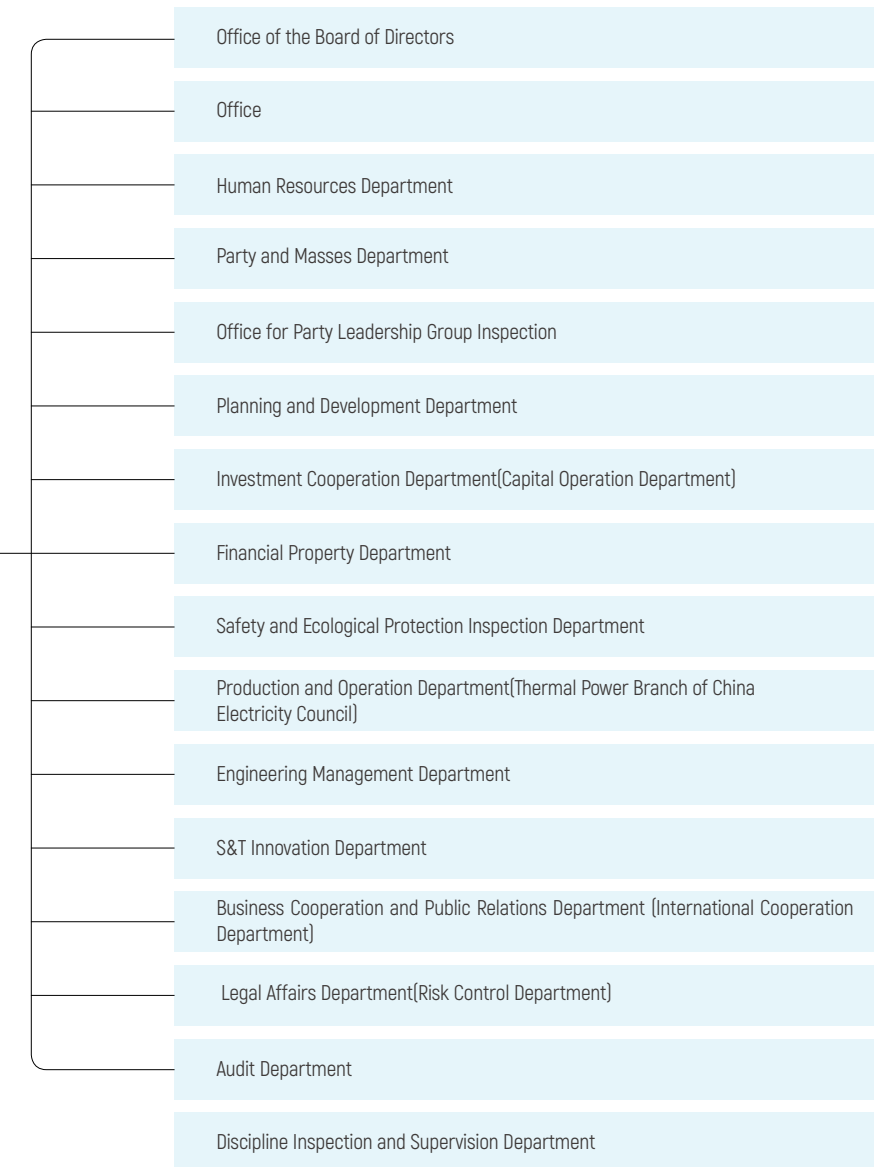 Office of the Board of Directors
Office
Human Resources Department
Party and Masses Department
Office for Party Leadership Group Inspection
Planning and Development Department
Investment Cooperation Department(Capital Operation Department)
Financial Property Department
Safety and Ecological Protection Inspection Department
Production and Operation Department(Thermal Power Branch of China
Electricity Council)
Engineering Management Department
S&T Innovation Department
Business Cooperation and Public Relations Department (International Cooperation
Department)
Legal Affairs Department(Risk Control Department)
Audit Department
Discipline Inspection and Supervision Department